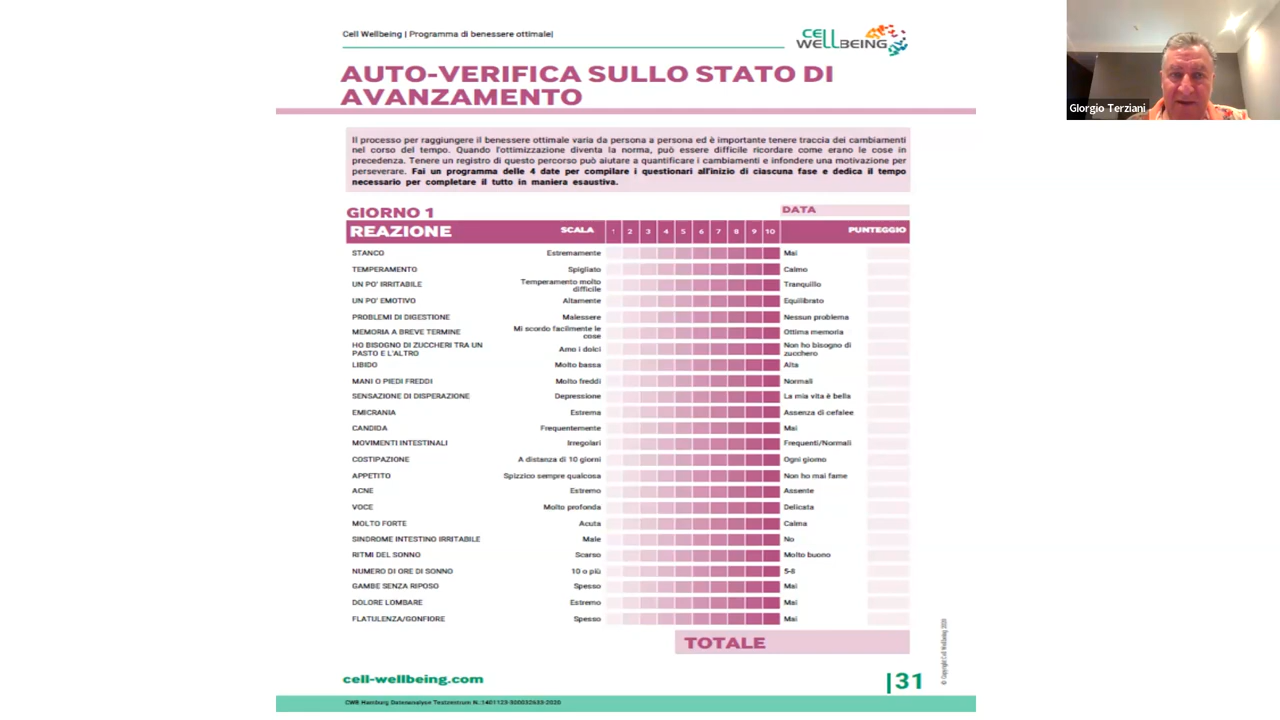 Cell Wellbeing | Programma di benessere ottimale|
CELL
WELLBEING
GIorgio Terziani
AUTO-VERIFICA SULLO STATO DI
AVANZAMENTO
Il processo per raggiungere il benessere ottimale varia da persona a persona ed è importante tenere traccia dei cambiamenti
nel corso del tempo. Quando l'ottimizzazione diventa la norma, può essere difficile ricordare come erano le cose in
precedenza. Tenere un registro di questo percorso può aiutare a quantificare i cambiamenti e infondere una motivazione per
perseverare. Fai un programma delle 4 date per compilare i questionari all'inizio di ciascuna fase e dedica il tempo
necessario per completare il tutto in maniera esaustiva.
GIORNO 1 DATA
REAZIONE SCALA 1 2 3 4 5 6 7 8 9 10 PUNTEGGIO
STANCO Estremamente Mai
TEMPERAMENTO Spigliato Calmo
UN PO' IRRITABILE Temperamento molto difficile Tranquillo
UN PO' EMOTIVO Altamente Equilibrato
PROBLEMI DI DIGESTIONE Malessere Nessun problema
MEMORIA A BREVE TERMINE Mi scordo facilmente le cose Ottima memoria
HO BISOGNO DI ZUCCHERI TRA UN PASTO E L'ALTRO Amo i dolci Non ho bisogno di zucchero
LIBIDO Molto bassa Alta
MANI O PIEDI FREDDI Molto freddi Normali
SENSAZIONE DI DISPERAZIONE Depressione La mia vita è bella
EMICRANIA Estrema Assenza di cefalee
CANDIDA Frequentemente Mai
MOVIMENTI INTESTINALI Irregolari Frequenti/Normali
COSTIPAZIONE A distanza di 10 giorni Ogni giorno
APPETITO Spizzico sempre qualcosa Non ho mai fame
ACNE Estremo Assente
VOCE Molto profonda Delicata
MOLTO FORTE Acuta Calma
SINDROME INTESTINO IRRITABILE Male No
RITMI DEL SONNO Scarso Molto buono
NUMERO DI ORE DI SONNO 10 o più 5-8
GAMBE SENZA RIPOSO Spesso Mai
DOLORE LOMBARE Estremo Mai
FLATULENZA/GONFIORE Spesso Mai
TOTALE
© Copyright Cell Wellbeing 2020
cell-wellbeing.com |31
CWB Hamburg Datenanalyse Textzentrum N.:1401123-300032633-2020